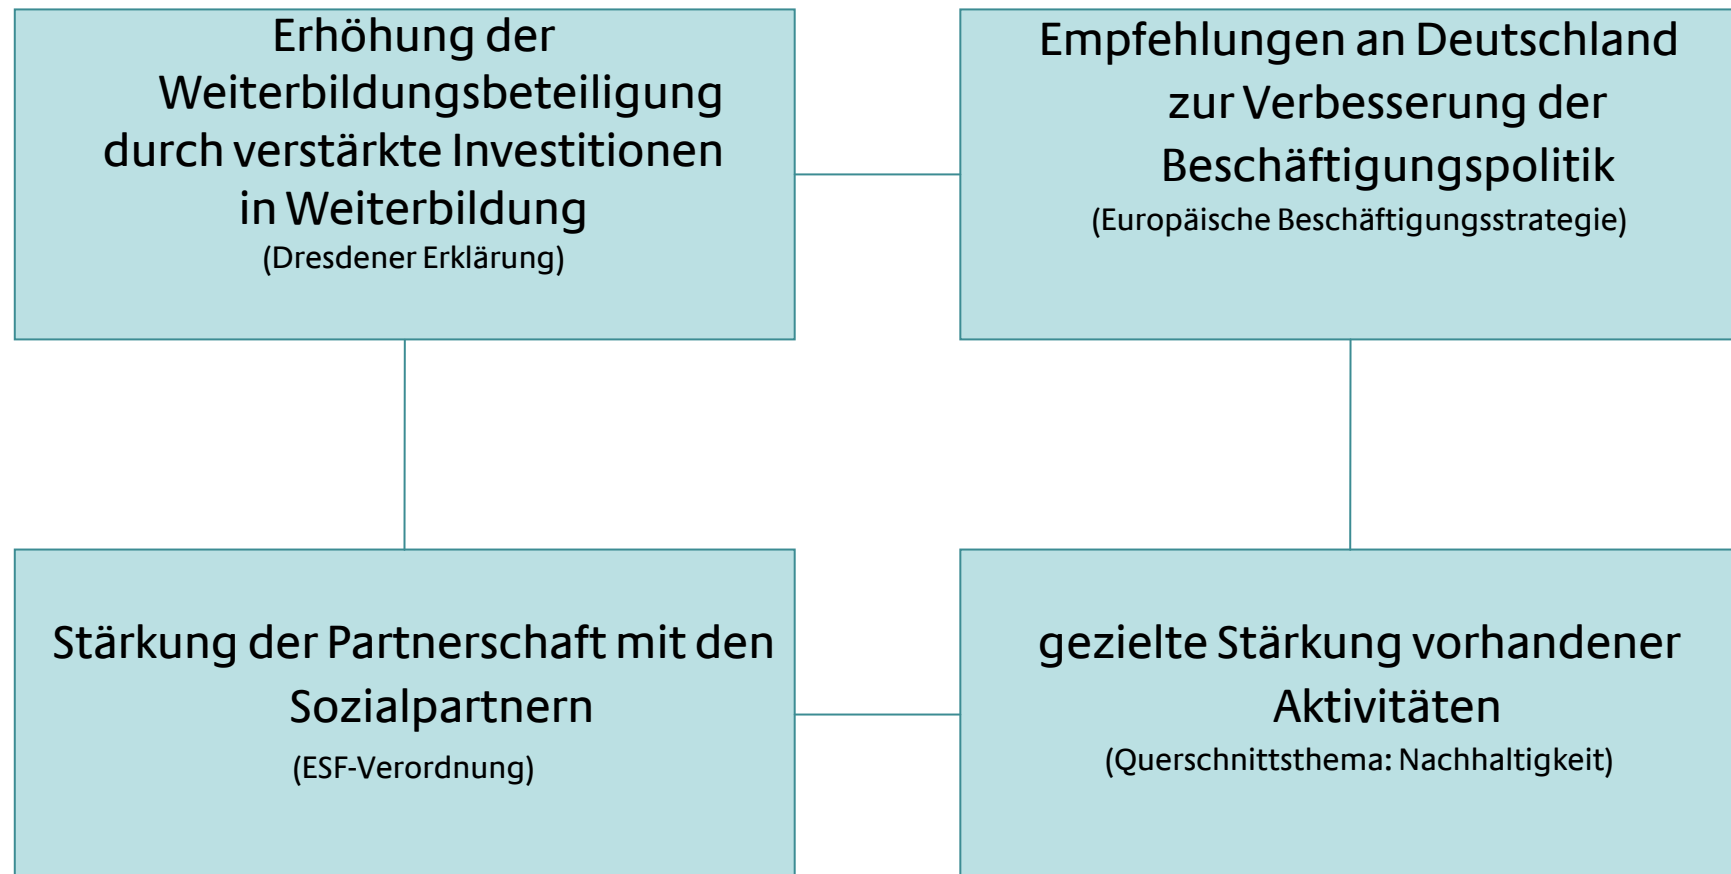 Erhöhung der
Weiterbildungsbeteiligung
durch verstärkte Investitionen
in Weiterbildung
(Dresdener Erklärung)
Empfehlungen an Deutschland
zur Verbesserung der
Beschäftigungspolitik
(Europäische Beschäftigungsstrategie)
Stärkung der Partnerschaft mit den
Sozialpartnern
(ESF-Verordnung)
gezielte Stärkung vorhandener
Aktivitäten
(Querschnittsthema: Nachhaltigkeit)